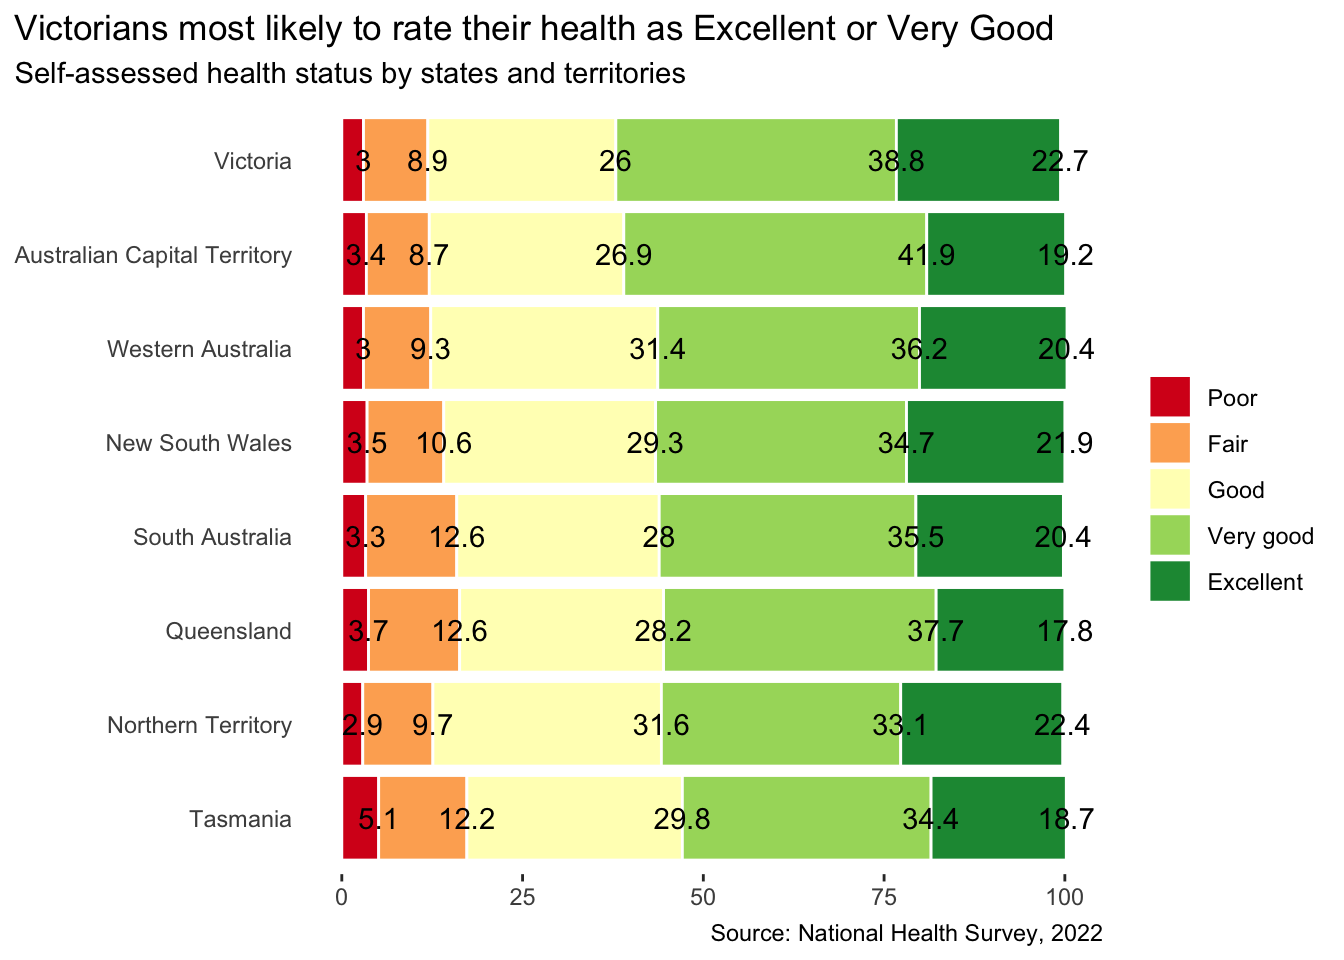 Victorians most likely to rate their health as Excellent or Very Good
Self-assessed health status by states and territories
Victoria 3 8.9 26 38.8 22.7
Australian Capital Territory 3.4 8.7 26.9 41.9 19.2
Western Australia 3 9.3 31.4 36.2 20.4
New South Wales 3.5 10.6 29.3 34.7 21.9
South Australia 3.3 12.6 28 35.5 20.4
Queensland 3.7 12.6 28.2 37.7 17.8
Northern Territory 2.9 9.7 31.6 33.1 22.4
Tasmania 5.1 12.2 29.8 34.4 18.7
0 25 50 75 100
Poor
Fair
Good
Very good
Excellent
Source: National Health Survey, 2022